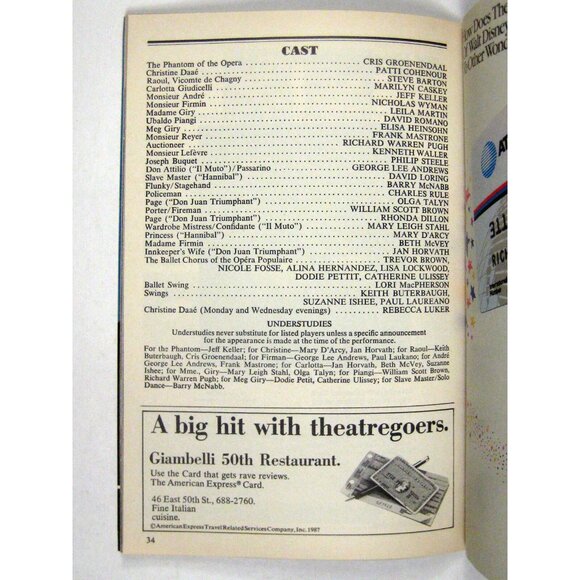 CAST
The Phantom of the Opera CRIS GROENENDAAL
Christine Daaé PATTI COHENOUR
Raoul, Vicomte de Chagny STEVE BARTON
Carlotta Giudicelli MARILYN CASKEY
Monsieur André JEFF KELLER
Monsieur Firmin NICHOLAS WYMAN
Madame Giry LEILA MARTIN
Ubaldo Piangi DAVID ROMANO
Meg Giry ELISA HEINSOHN
Monsieur Reyer FRANK MASTRONE
Auctioneer RICHARD WARREN PUGH
Monsieur Lefèvre KENNETH WALLER
Joseph Buquet PHILIP STEELE
Don Attilio ("Il Muto")/Passarino GEORGE LEE ANDREWS
Slave Master ("Hannibal") DAVID LORING
Flunky/Stagehand BARRY McNABB
Policeman CHARLES RULE
Page ("Don Juan Triumphant") OLGA TALYN
Porter/Fireman WILLIAM SCOTT BROWN
Page ("Don Juan Triumphant") RHONDA DILLON
Wardrobe Mistress/Confidante ("Il Muto") MARY LEIGH STAHL
Princess ("Hannibal") MARY D'ARCY
Madame Firmin BETH McVEY
Innkeeper's Wife ("Don Juan Triumphant") JAN HORVATH
The Ballet Chorus of the Opéra Populaire TREVOR BROWN,
NICOLE FOSSE, ALINA HERNANDEZ, LISA LOCKWOOD,
DODIE PETTIT, CATHERINE ULISSEY
Ballet Swing LORI MacPHERSON
Swings KEITH BUTERBAUGH,
SUZANNE ISHEE, PAUL LAUREANO
Christine Daaé (Monday and Wednesday evenings) REBECCA LUKER
UNDERSTUDIES
Understudies never substitute for listed players unless a specific announcement
for the appearance is made at the time of the performance.
For the Phantom—Jeff Keller; for Christine—Mary D'Arcy, Jan Horvath; for Raoul—Keith
Buterbaugh, Cris Groenendaal; for Firman—George Lee Andrews, Paul Laukano; for André
George Lee Andrews, Frank Mastrone; for Carlotta—Jan Horvath, Beth McVey, Suzanne
Ishee; for Mme., Giry—Mary Leigh Stahl, Olga Talyn; for Piangi—William Scott Brown,
Richard Warren Pugh; for Meg Giry—Dodie Petit, Catherine Ulissey; for Slave Master/Solo
Dance—Barry McNabb.
A big hit with theatregoers.
Giambelli 50th Restaurant.
Use the Card that gets rave reviews.
The American Express® Card.
46 East 50th St., 688-2760.
Fine Italian
cuisine.
©American Express Travel Related Services Company, Inc. 1987
34
How Does The
Of Walt Disney
To Other Wond
AT
RICH